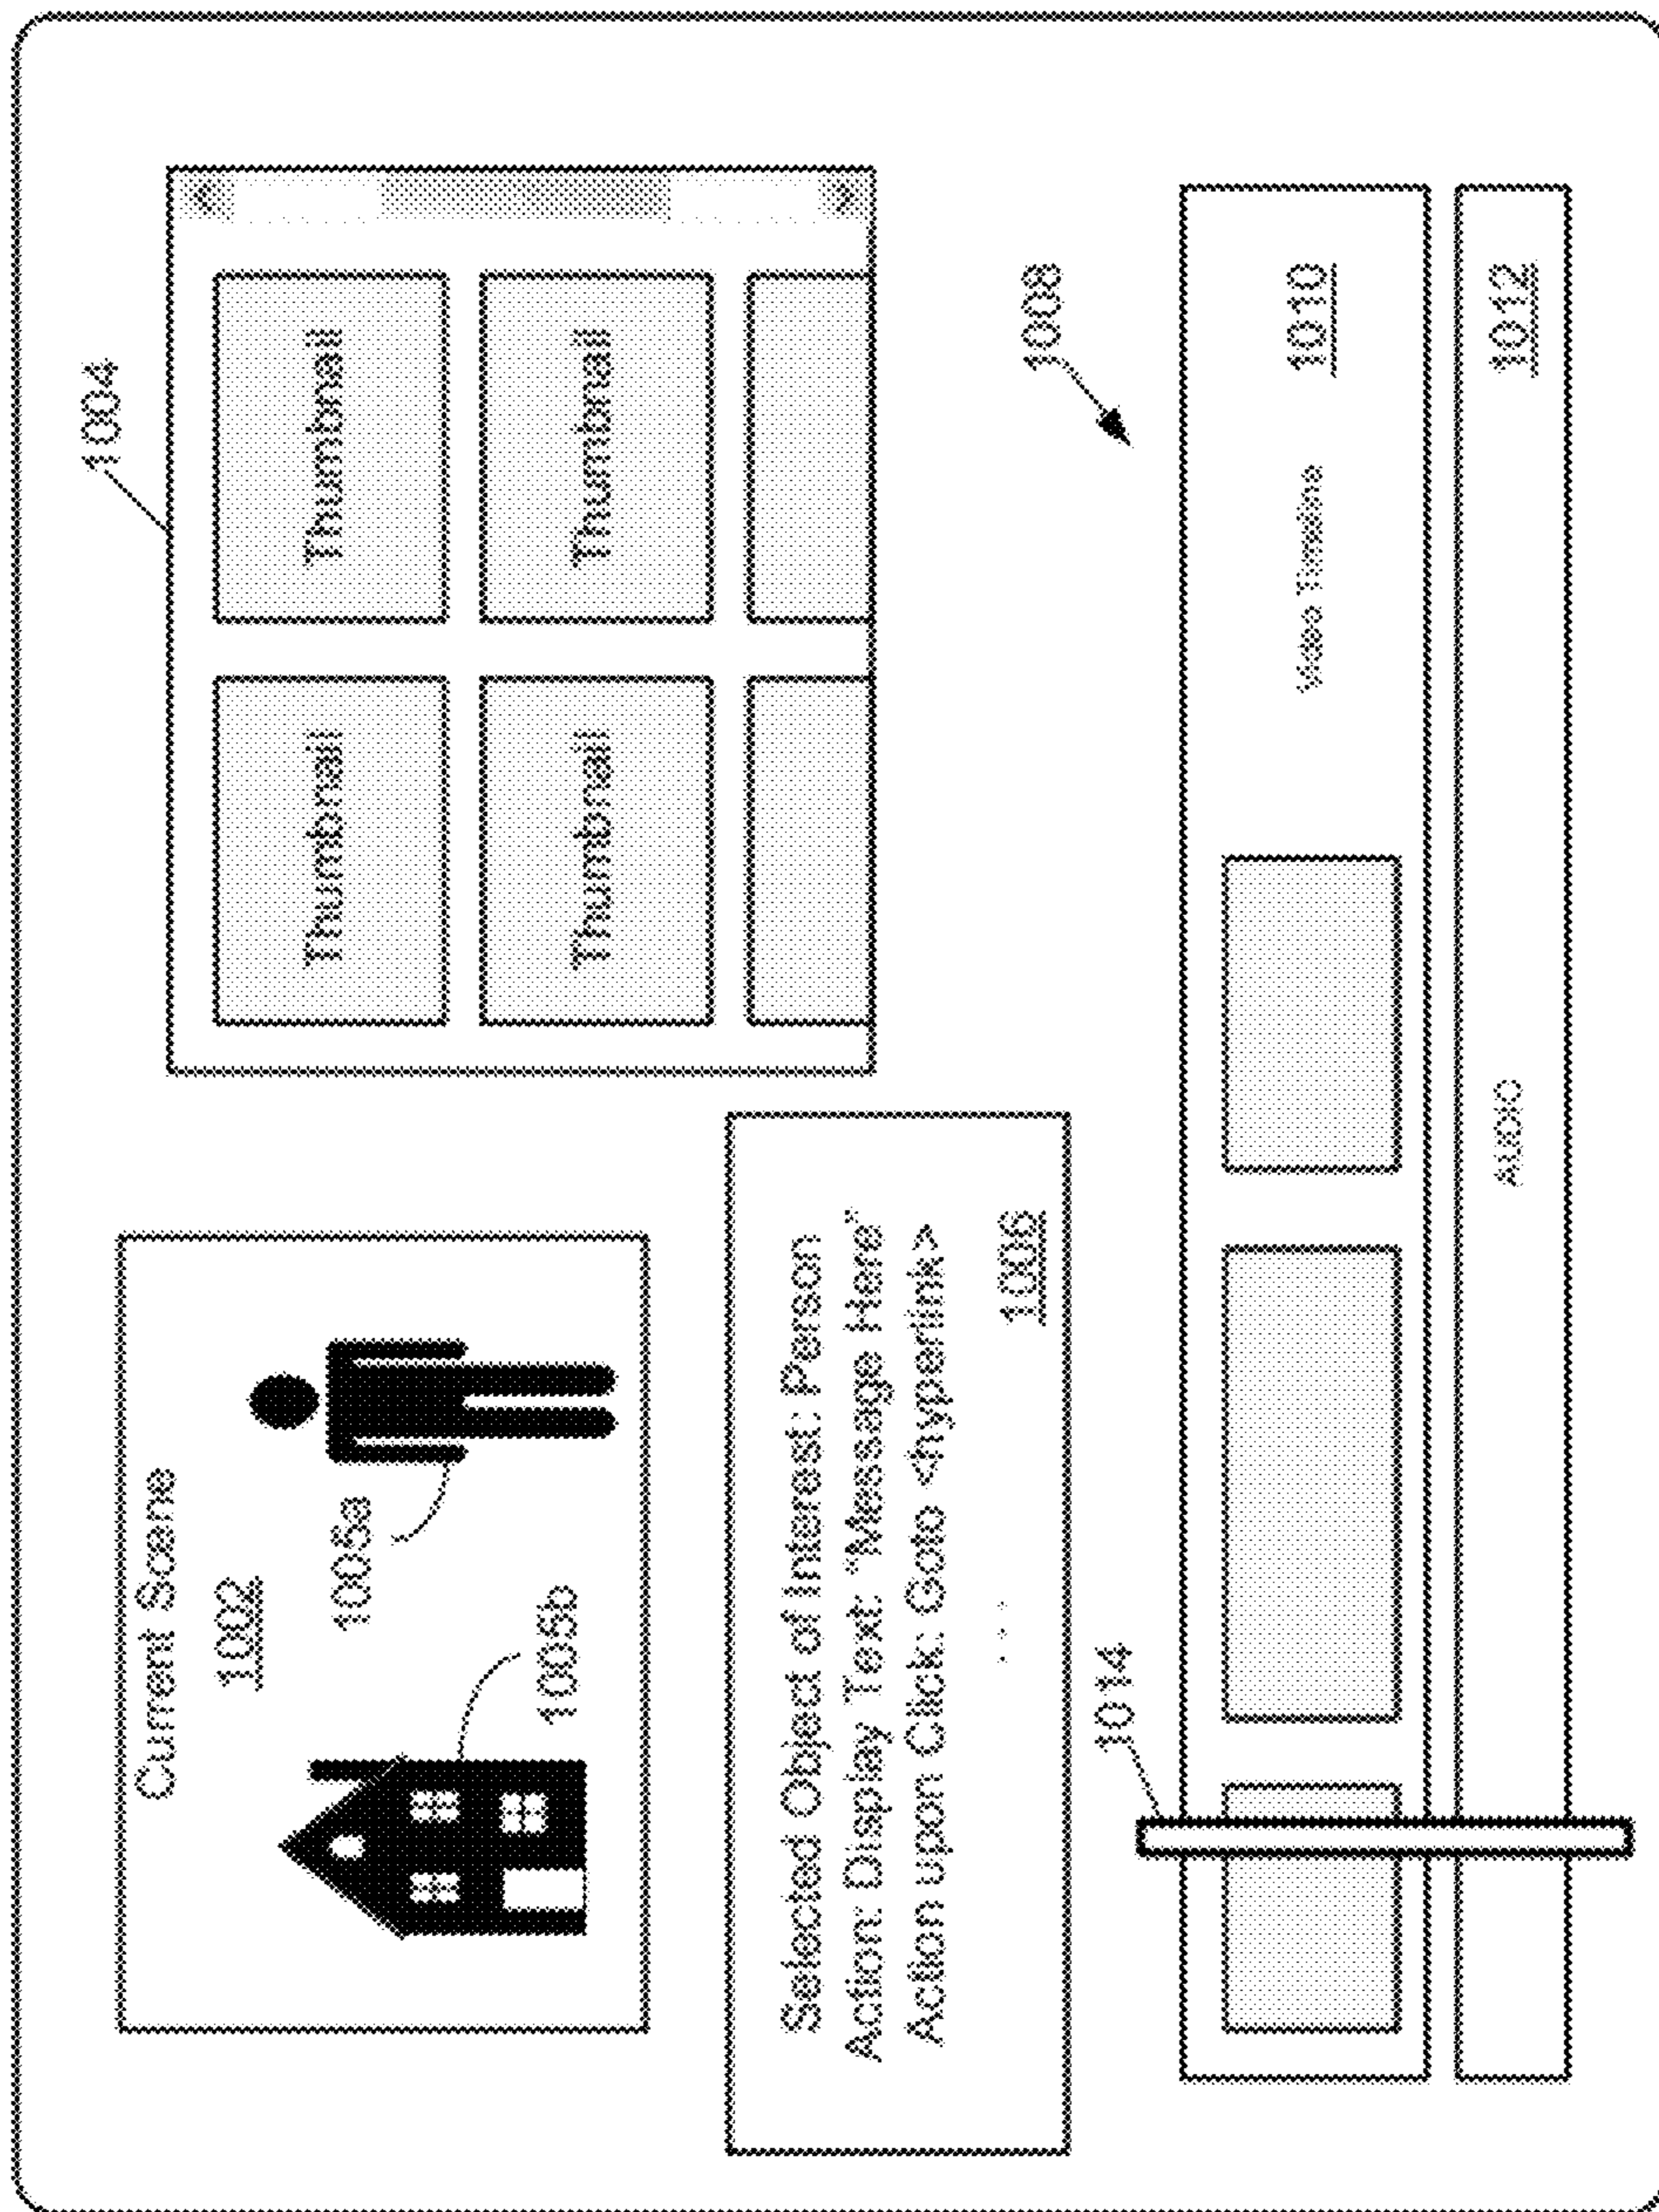 Current Scene
1002
1005a
1005b
1004
Thumbnail
Thumbnail
Thumbnail
Thumbnail
Selected Object of Interest: Person
Action: Display Text: “Message Here”
Action upon Click: Goto <hyperlink>
. . .
1006
1008
1014
Video Timeline
1010
AUDIO
1012